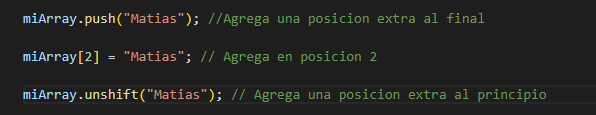 miArray.push("Matias"); //Agrega una posicion extra al final
miArray[2] = "Matias"; // Agrega en posicion 2
miArray.unshift("Matias"); // Agrega una posicion extra al principio